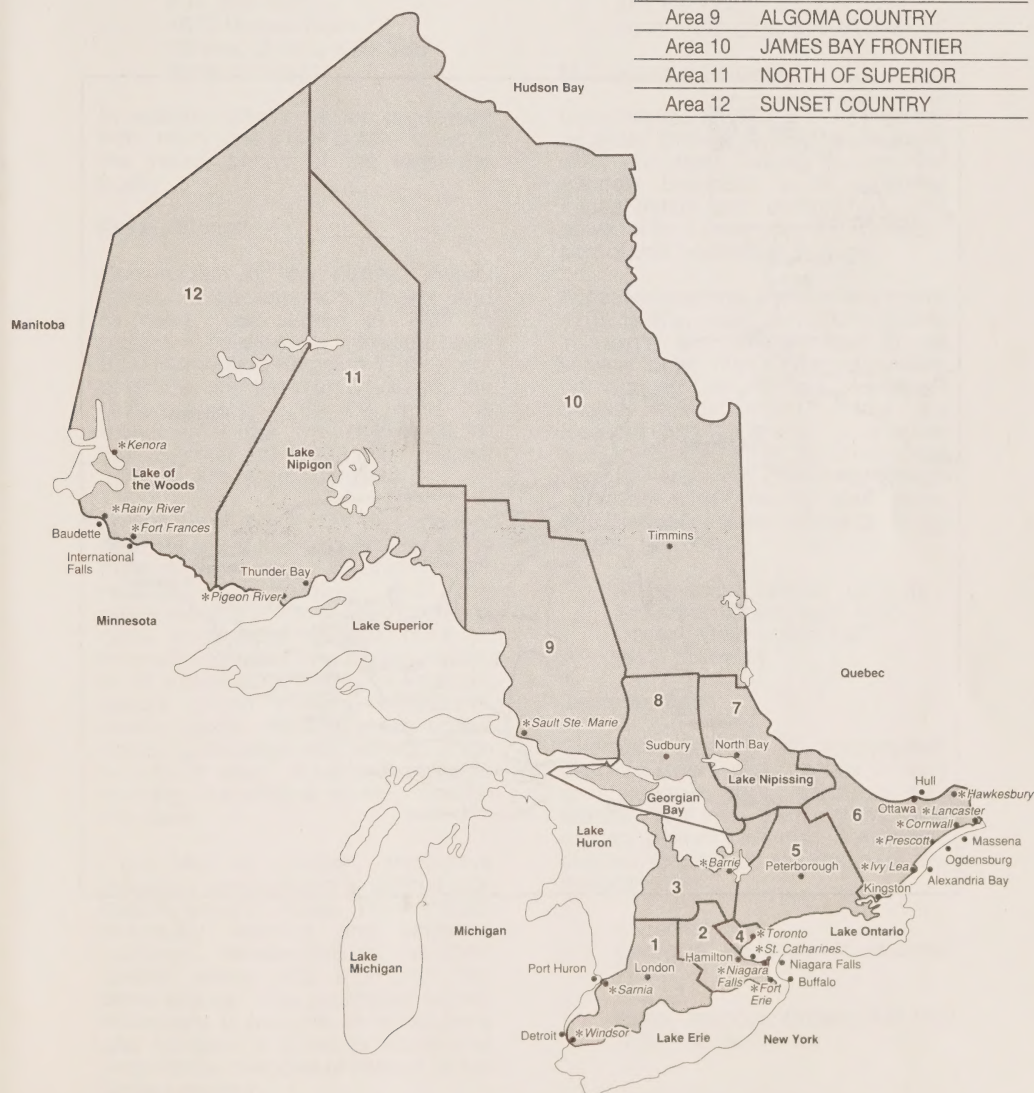 Area 9 ALGOMA COUNTRY
Area 10 JAMES BAY FRONTIER
Area 11 NORTH OF SUPERIOR
Area 12 SUNSET COUNTRY
Hudson Bay
12
Manitoba
11
10
*Kenora
Lake
Nipigon
Lake of
the Woods
*Rainy River
Baudette
*Fort Frances
International
Falls
Timmins
Thunder Bay
*Pigeon River
Minnesota
Lake Superior
9
Quebec
8
7
*Sault Ste. Marie
Sudbury
North Bay
Lake Nipissing
Hull
*Hawkesbury
Georgian
Bay
6
Ottawa
*Lancaster
*Cornwall
Lake
Huron
*Prescott
Massena
5
Ogdensburg
*Barrie
Peterborough
*Ivy Lea
Alexandria Bay
3
Kingston
Lake Ontario
Michigan
1
2
4
*Toronto
*St. Catharines
Lake
Michigan
Port Huron
London
Hamilton
*Niagara
Falls
Niagara Falls
*Sarnia
*Fort
Erie
Buffalo
Detroit
*Windsor
Lake Erie
New York